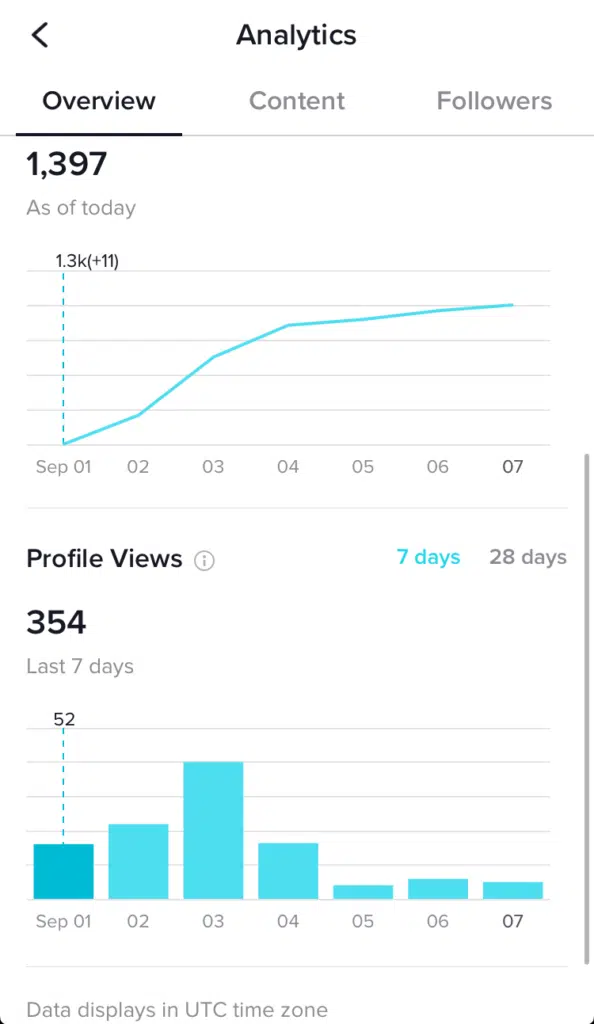 Analytics
Overview Content Followers
1,397
As of today
1.3k(+11)
Sep 01 02 03 04 05 06 07
Profile Views 7 days 28 days
354
Last 7 days
52
Sep 01 02 03 04 05 06 07
Data displays in UTC time zone